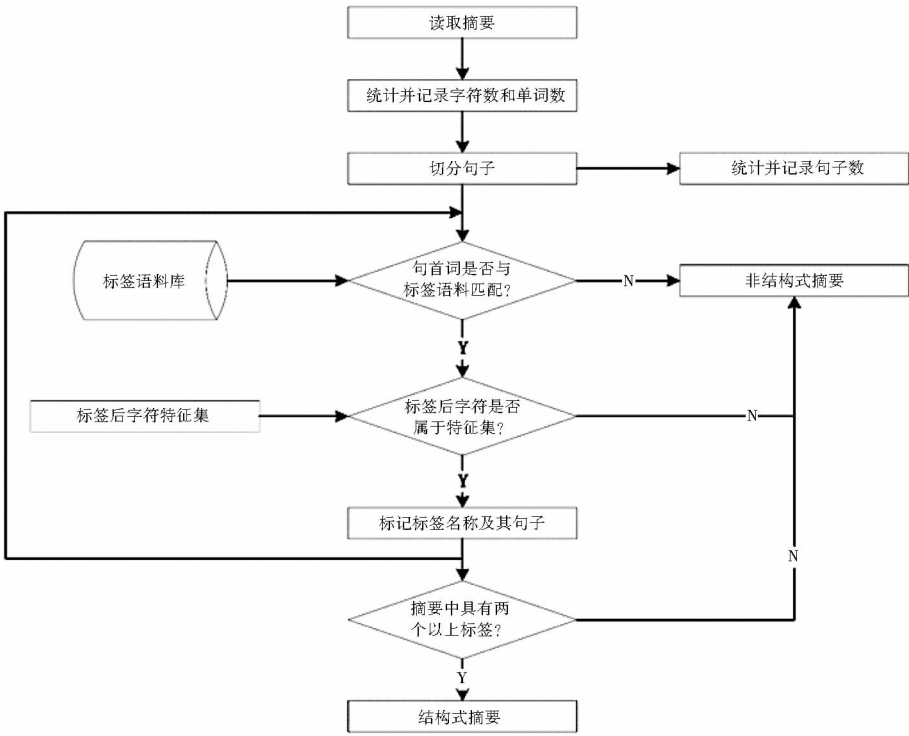 读取摘要
统计并记录字符数和单词数
切分句子
统计并记录句子数
标签语料库
句首词是否与
标签语料匹配?
N
非结构式摘要
Y
标签后字符特征集
标签后字符是否
属于特征集?
N
Y
标记标签名称及其句子
N
摘要中具有两
个以上标签?
Y
结构式摘要